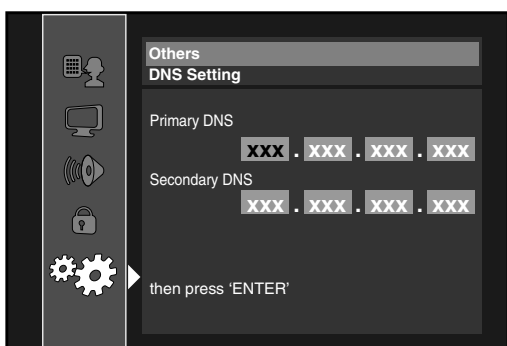 Others
DNS Setting
Primary DNS
xxx . xxx . xxx . xxx
Secondary DNS
xxx . xxx . xxx . xxx
then press ‘ENTER’